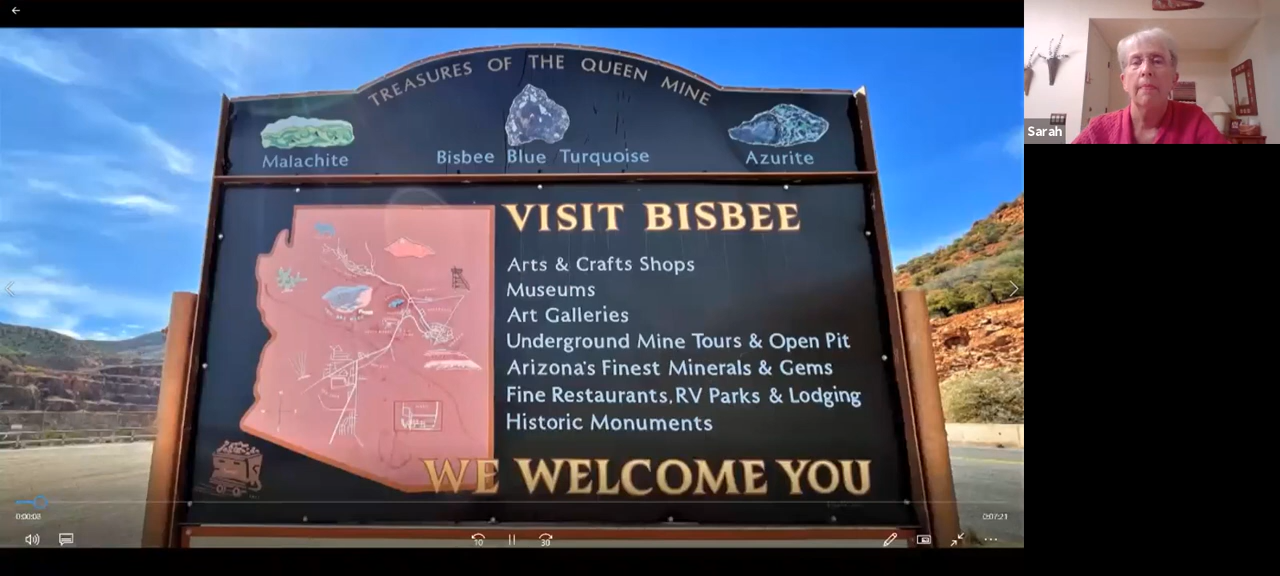 TREASURES OF THE QUEEN MINE
Malachite
Bisbee Blue Turquoise
Azurite
VISIT BISBEE
Arts & Crafts Shops
Museums
Art Galleries
Underground Mine Tours & Open Pit
Arizona's Finest Minerals & Gems
Fine Restaurants, RV Parks & Lodging
Historic Monuments
WE WELCOME YOU
Sarah
0:00:08
0:07:21
10
30